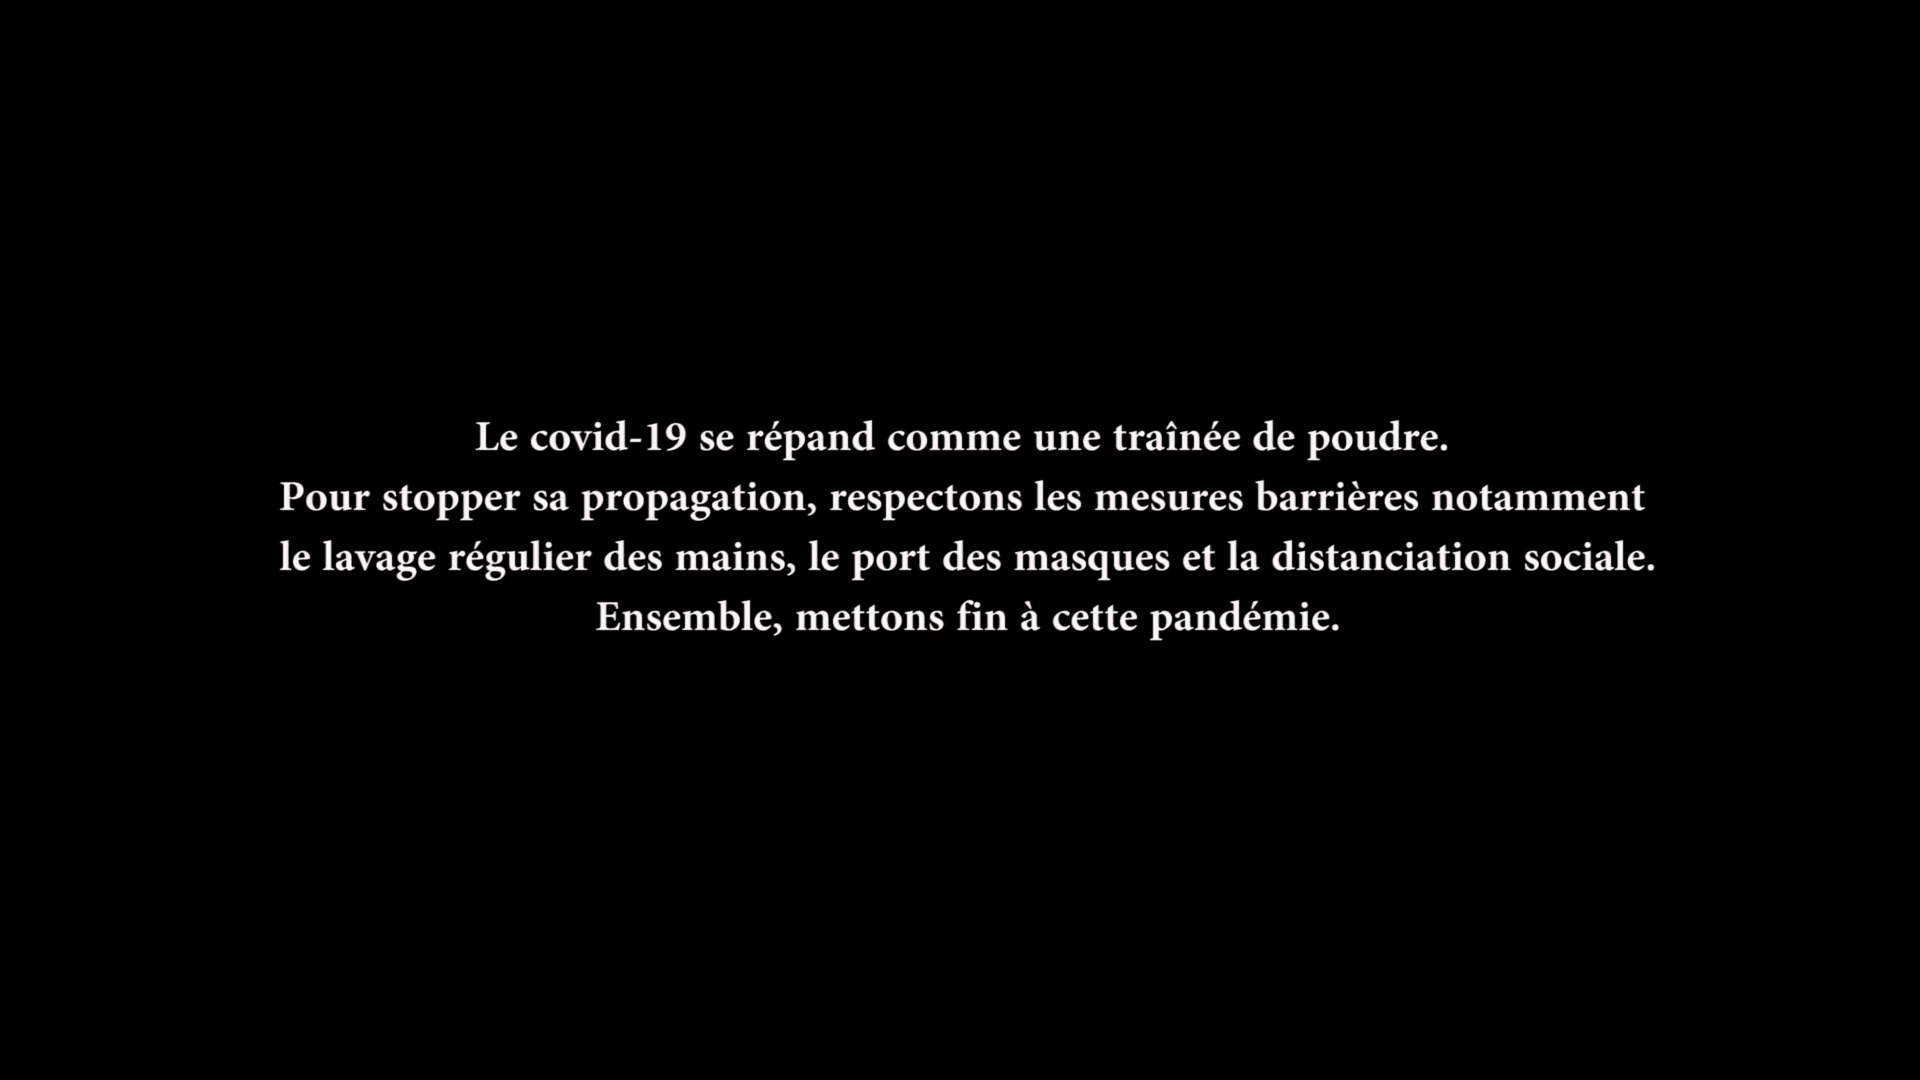 Le covid-19 se répand comme une traînée de poudre.
Pour stopper sa propagation, respectons les mesures barrières notamment
le lavage régulier des mains, le port des masques et la distanciation sociale.
Ensemble, mettons fin à cette pandémie.